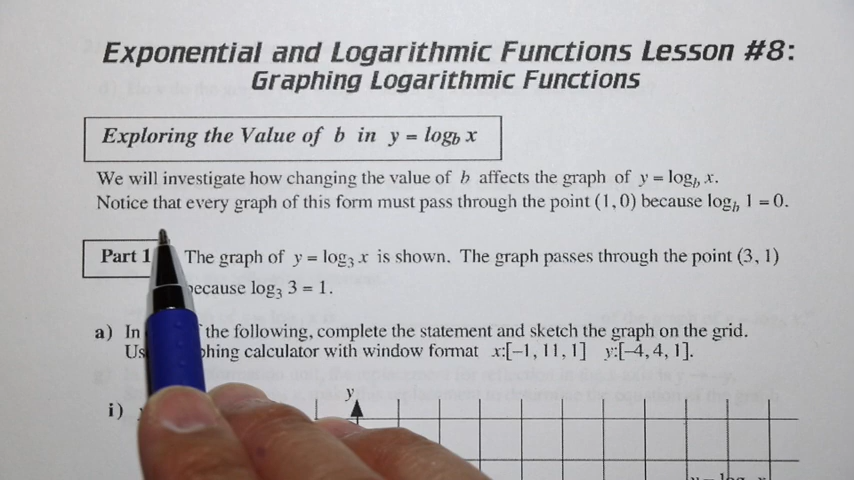 Exponential and Logarithmic Functions Lesson #8:
Graphing Logarithmic Functions
Exploring the Value of b in y = log_b x
We will investigate how changing the value of b affects the graph of y = log_b x.
Notice that every graph of this form must pass through the point (1, 0) because log_b 1 = 0.
Part 1 The graph of y = log₃ x is shown. The graph passes through the point (3, 1)
ecause log₃ 3 = 1.
a) In the following, complete the statement and sketch the graph on the grid.
Us hing calculator with window format x:[−1, 11, 1] y:[−4, 4, 1].
y
i)